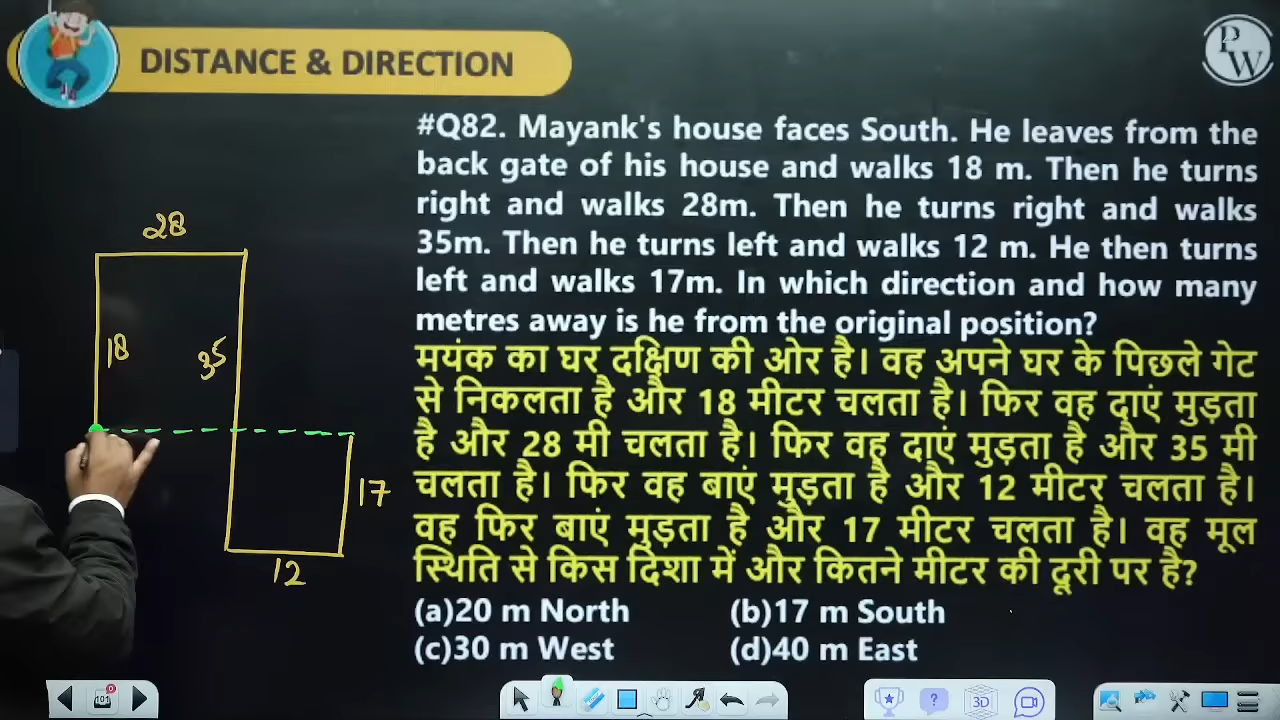 DISTANCE & DIRECTION
PW
#Q82. Mayank's house faces South. He leaves from the
back gate of his house and walks 18 m. Then he turns
right and walks 28m. Then he turns right and walks
35m. Then he turns left and walks 12 m. He then turns
left and walks 17m. In which direction and how many
metres away is he from the original position?
मयंक का घर दक्षिण की ओर है। वह अपने घर के पिछले गेट
से निकलता है और 18 मीटर चलता है। फिर वह दाएं मुड़ता
है और 28 मी चलता है। फिर वह दाएं मुड़ता है और 35 मी
चलता है। फिर वह बाएं मुड़ता है और 12 मीटर चलता है।
वह फिर बाएं मुड़ता है और 17 मीटर चलता है। वह मूल
स्थिति से किस दिशा में और कितने मीटर की दूरी पर है?
(a)20 m North (b)17 m South
(c)30 m West (d)40 m East
28
18
35
17
12
101
0
?
3D